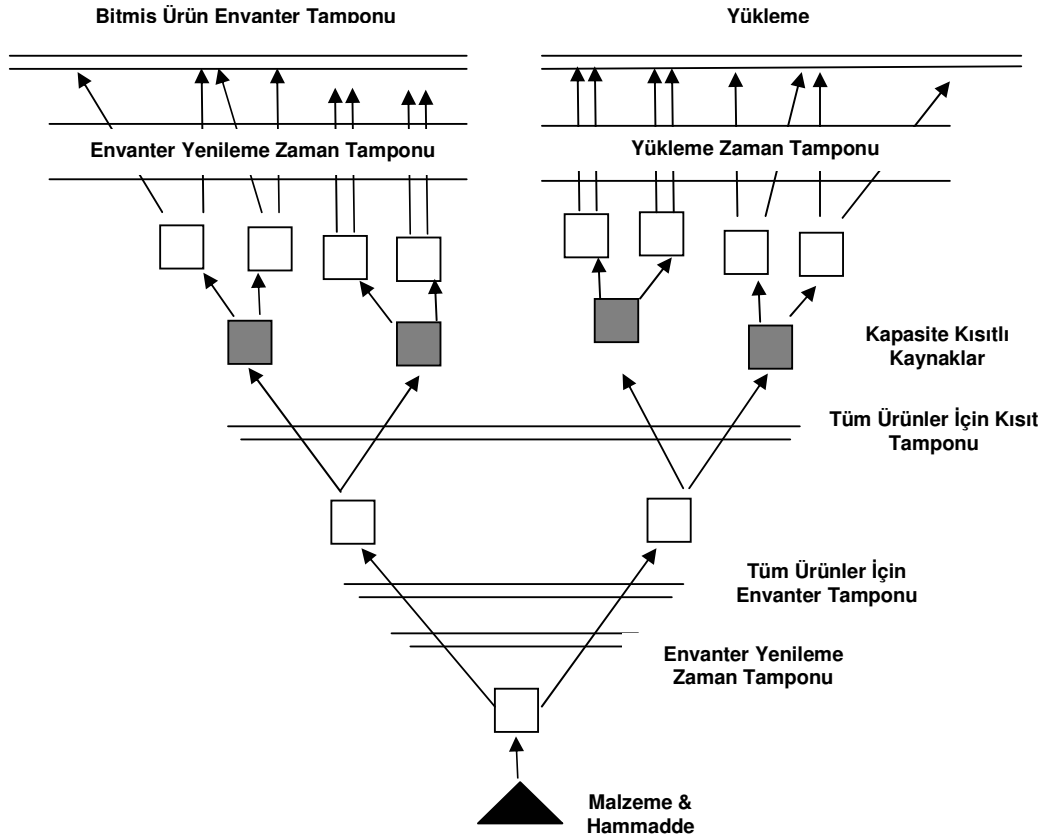 Bitmis Ürün Envanter Tamponu
Yükleme
Envanter Yenileme Zaman Tamponu
Yükleme Zaman Tamponu
Kapasite Kısıtlı
Kaynaklar
Tüm Ürünler İçin Kısıt
Tamponu
Tüm Ürünler İçin
Envanter Tamponu
Envanter Yenileme
Zaman Tamponu
Malzeme &
Hammadde